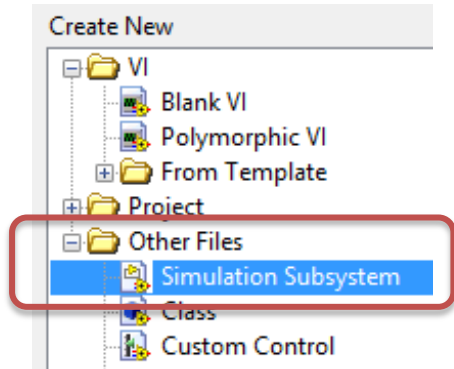 Create New
VI
Blank VI
Polymorphic VI
From Template
Project
Other Files
Simulation Subsystem
Class
Custom Control